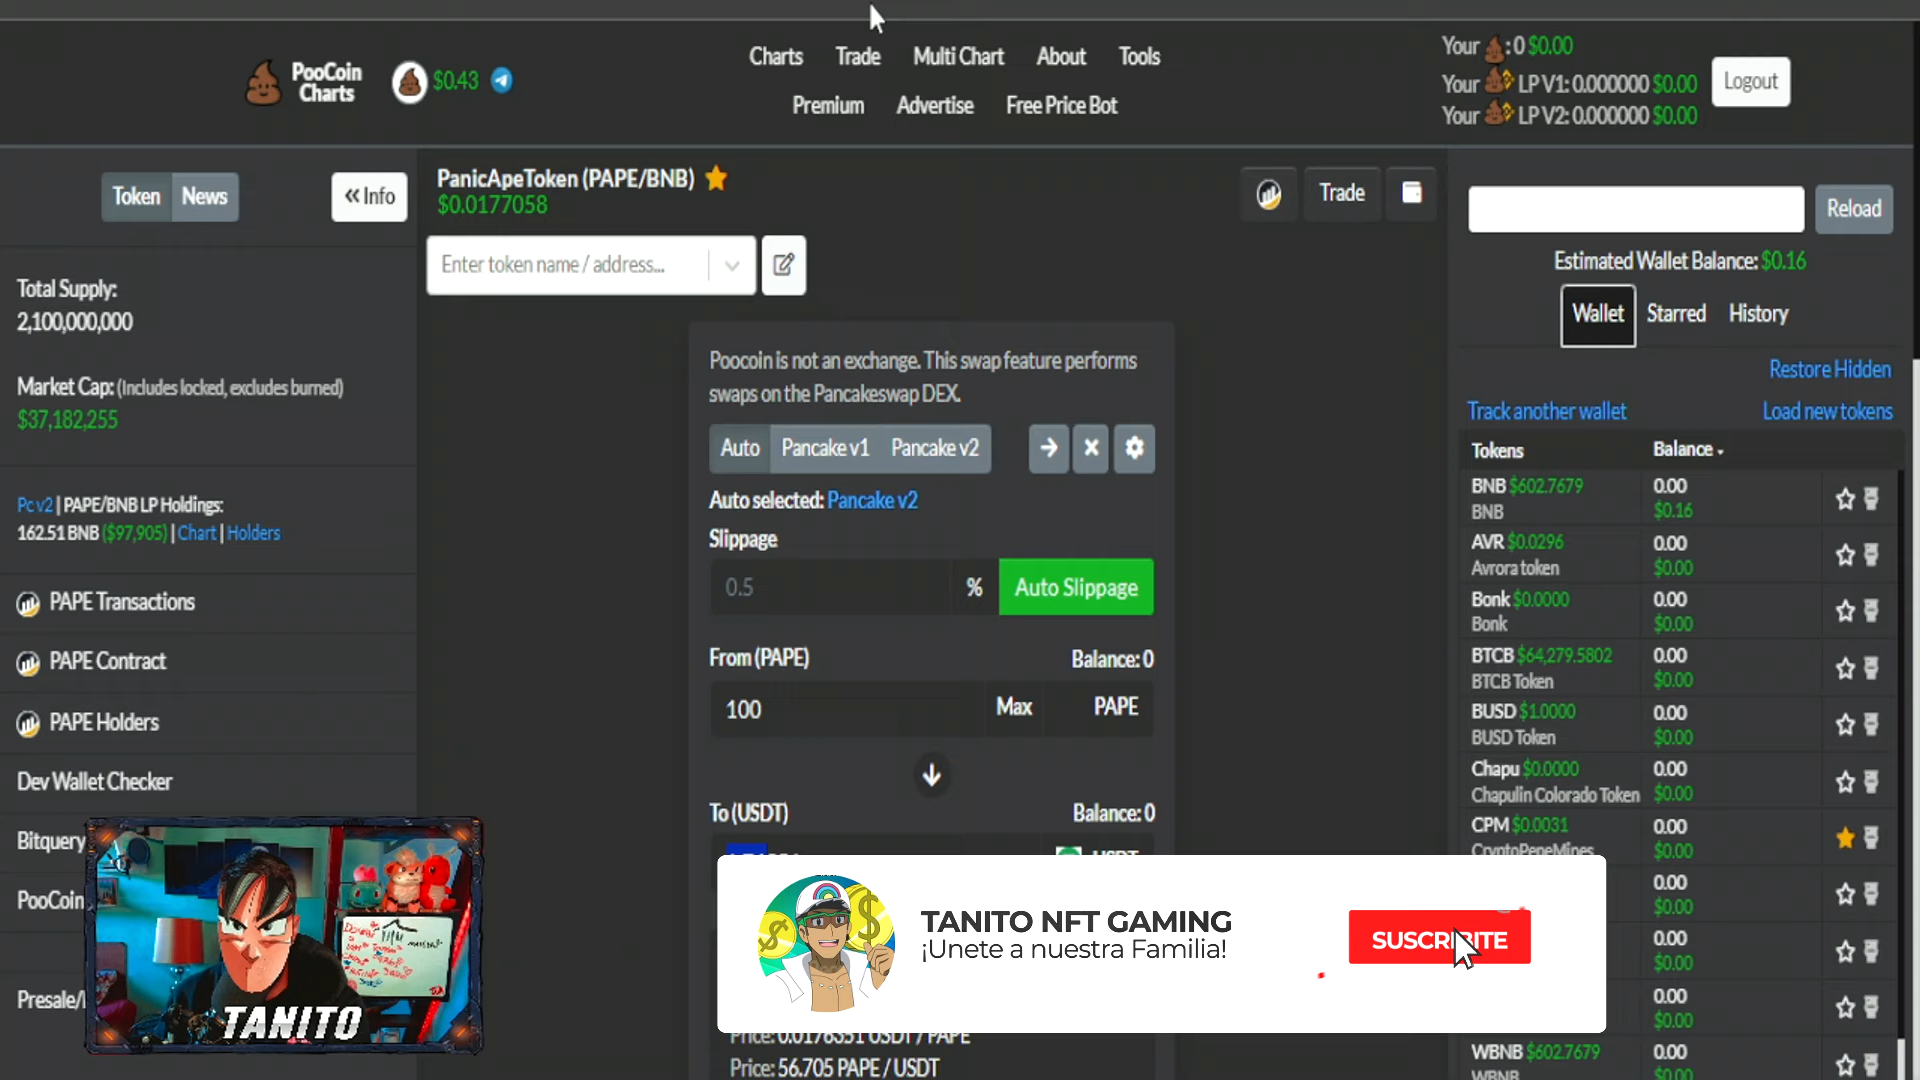 PooCoin
Charts
$0.43
Charts
Trade
Multi Chart
About
Tools
Premium
Advertise
Free Price Bot
Your : 0 $0.00
Your LP V1: 0.000000 $0.00
Your LP V2: 0.000000 $0.00
Logout
Token
News
« Info
Total Supply:
2,100,000,000
Market Cap: (Includes locked, excludes burned)
$37,182,255
Pc v2 | PAPE/BNB LP Holdings:
162.51 BNB ($97,905) | Chart | Holders
PAPE Transactions
PAPE Contract
PAPE Holders
Dev Wallet Checker
Bitquery
PooCoin
Presale/
TANITO
PanicApeToken (PAPE/BNB)
$0.0177058
Trade
Enter token name / address...
Poocoin is not an exchange. This swap feature performs
swaps on the Pancakeswap DEX.
Auto
Pancake v1
Pancake v2
Auto selected: Pancake v2
Slippage
0.5
%
Auto Slippage
From (PAPE)
Balance: 0
100
Max
PAPE
To (USDT)
Balance: 0
USDT
TANITO NFT GAMING
¡Unete a nuestra Familia!
SUSCRIBITE
Price: 0.0176351 USDT / PAPE
Price: 56.705 PAPE / USDT
Reload
Estimated Wallet Balance: $0.16
Wallet
Starred
History
Restore Hidden
Track another wallet
Load new tokens
Tokens
Balance
BNB $602.7679 0.00
BNB $0.16
AVR $0.0296 0.00
Avrora token $0.00
Bonk $0.0000 0.00
Bonk $0.00
BTCB $64,279.5802 0.00
BTCB Token $0.00
BUSD $1.0000 0.00
BUSD Token $0.00
Chapu $0.0000 0.00
Chapulin Colorado Token $0.00
CPM $0.0031 0.00
CryptoPepeMines $0.00
0.00
$0.00
0.00
$0.00
0.00
$0.00
WBNB $602.7679 0.00
WBNB $0.00